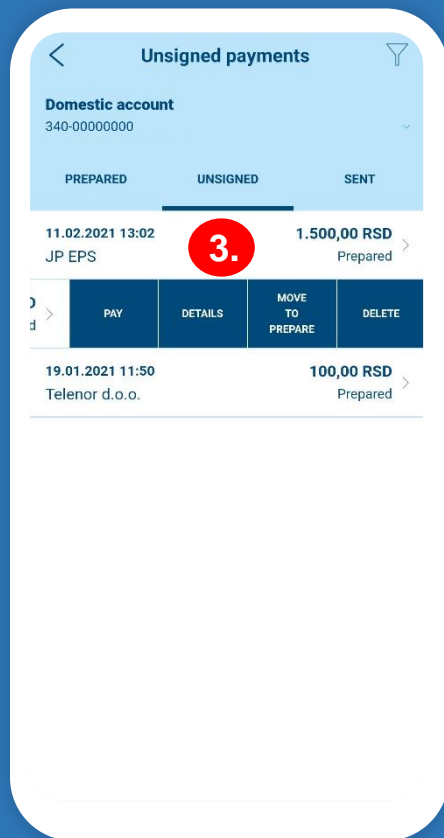 Unsigned payments
Domestic account
340-00000000
PREPARED UNSIGNED SENT
11.02.2021 13:02 3. 1.500,00 RSD
JP EPS Prepared
D
d
PAY DETAILS MOVE TO PREPARE DELETE
19.01.2021 11:50 100,00 RSD
Telenor d.o.o. Prepared